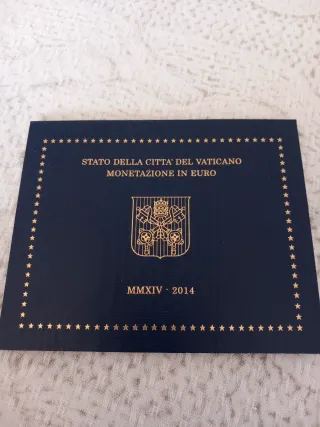 STATO DELLA CITTA' DEL VATICANO
MONETAZIONE IN EURO
MMXIV - 2014